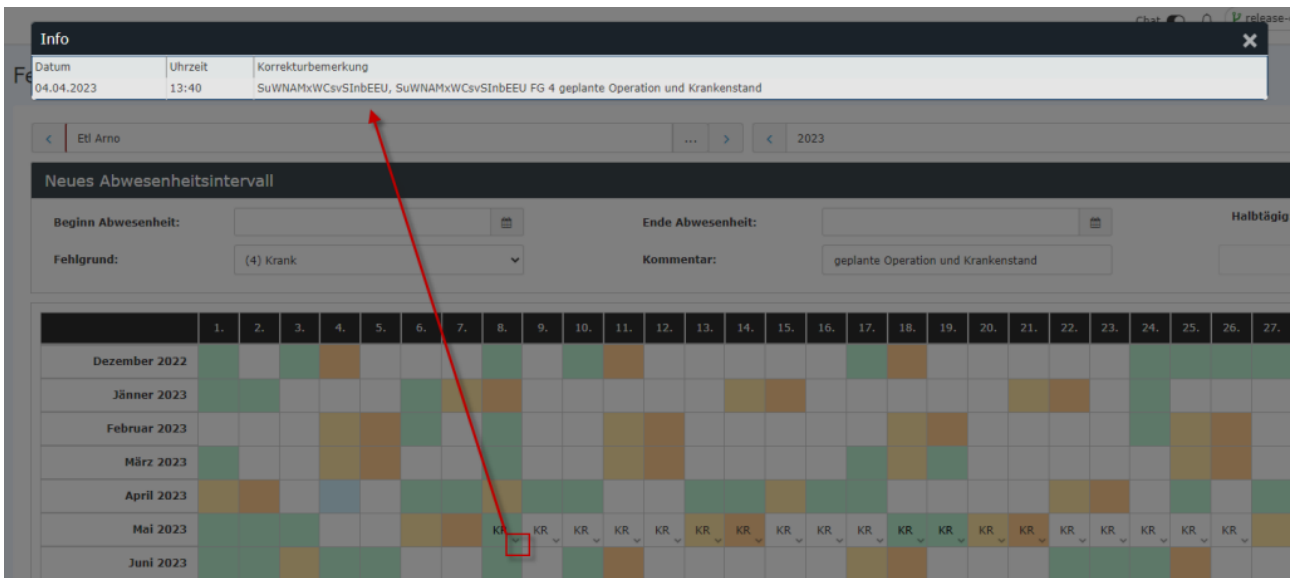 Chat release-
Info
Fe
Datum Uhrzeit Korrekturbemerkung
04.04.2023 13:40 SuWNAMxWCsvSInbEEU, SuWNAMxWCsvSInbEEU FG 4 geplante Operation und Krankenstand
< Etl Arno ... > < 2023
Neues Abwesenheitsintervall
Beginn Abwesenheit: Ende Abwesenheit: Halbtägig
Fehlgrund: (4) Krank Kommentar: geplante Operation und Krankenstand
1. 2. 3. 4. 5. 6. 7. 8. 9. 10. 11. 12. 13. 14. 15. 16. 17. 18. 19. 20. 21. 22. 23. 24. 25. 26. 27.
Dezember 2022
Jänner 2023
Februar 2023
März 2023
April 2023
Mai 2023 KR KR KR KR KR KR KR KR KR KR KR KR KR KR KR KR KR KR KR
Juni 2023